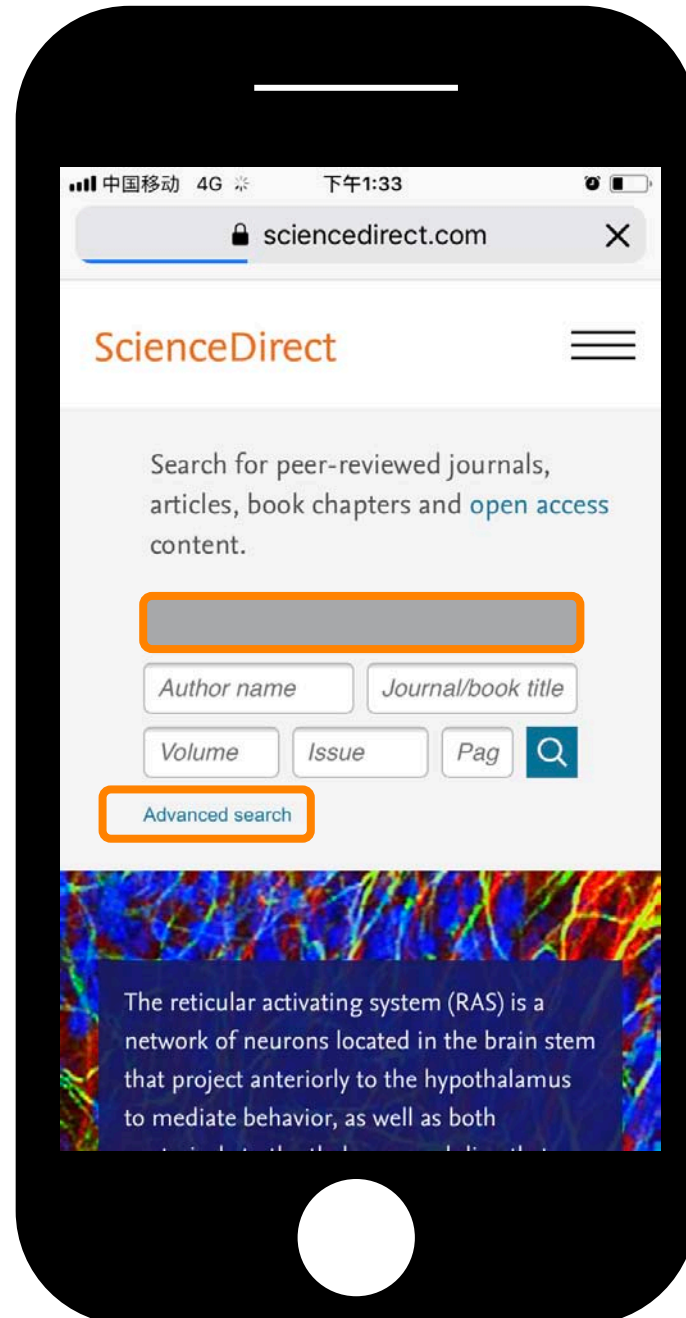 中国移动 4G 下午1:33
sciencedirect.com
ScienceDirect
Search for peer-reviewed journals,
articles, book chapters and open access
content.
Author name Journal/book title
Volume Issue Pag
Advanced search
The reticular activating system (RAS) is a
network of neurons located in the brain stem
that project anteriorly to the hypothalamus
to mediate behavior, as well as both